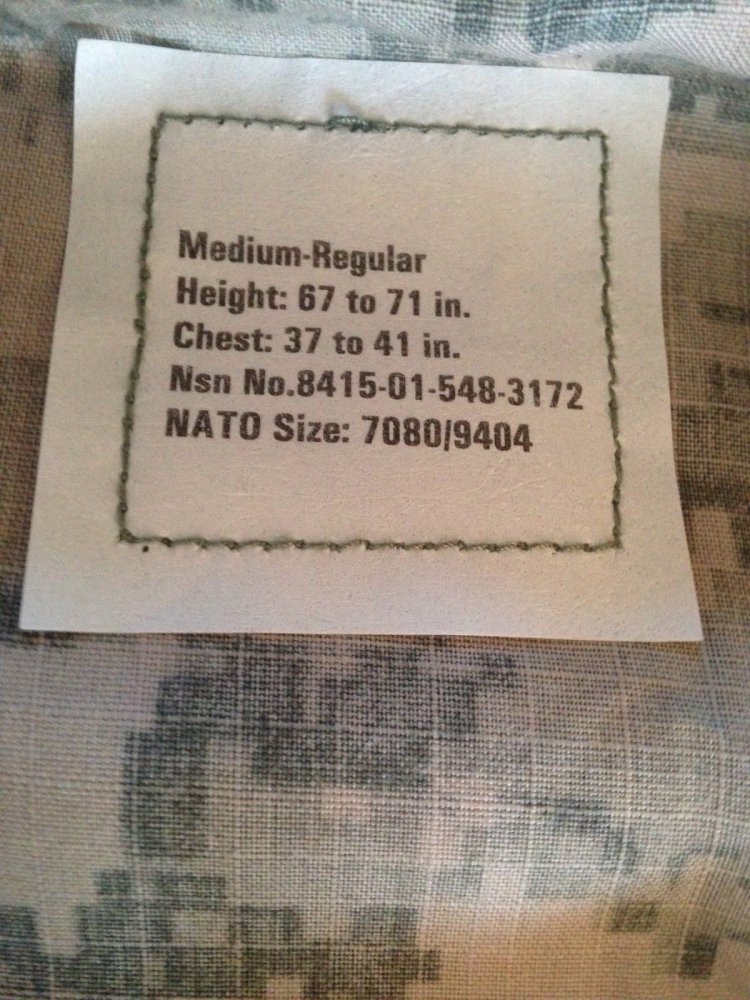 Medium-Regular
Height: 67 to 71 in.
Chest: 37 to 41 in.
Nsn No.8415-01-548-3172
NATO Size: 7080/9404